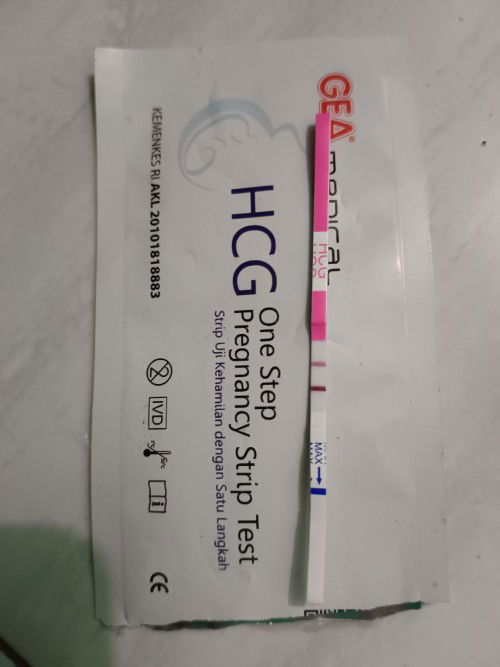 GEA®
medical
HCG
One Step
Pregnancy Strip Test
Strip Uji Kehamilan dengan Satu Langkah
KEMENKES RI AKL 20101818883
IVD
CE
HCG
MAX